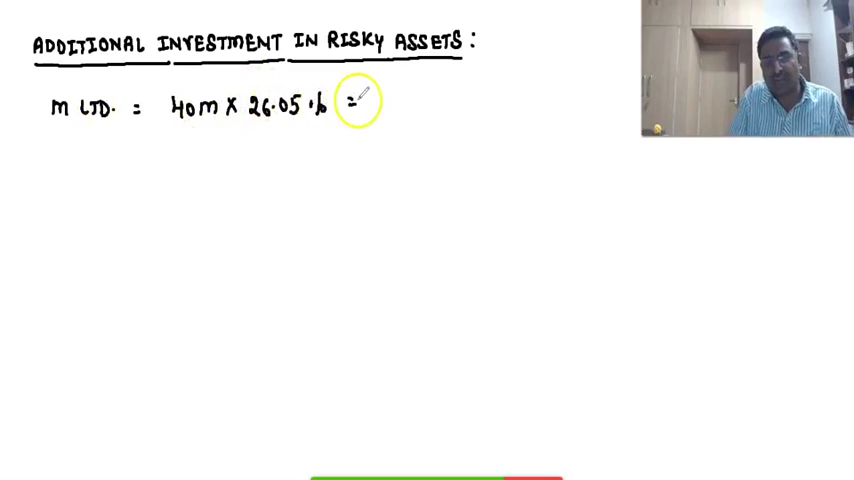 ADDITIONAL INVESTMENT IN RISKY ASSETS :
M LTD. = 40M X 26.05 % =